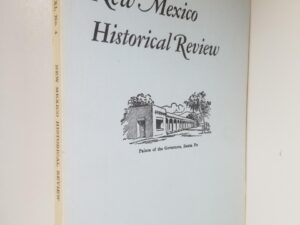 New Mexico
Historical Review
Palace of the Governors, Santa Fe
NEW MEXICO HISTORICAL REVIEW